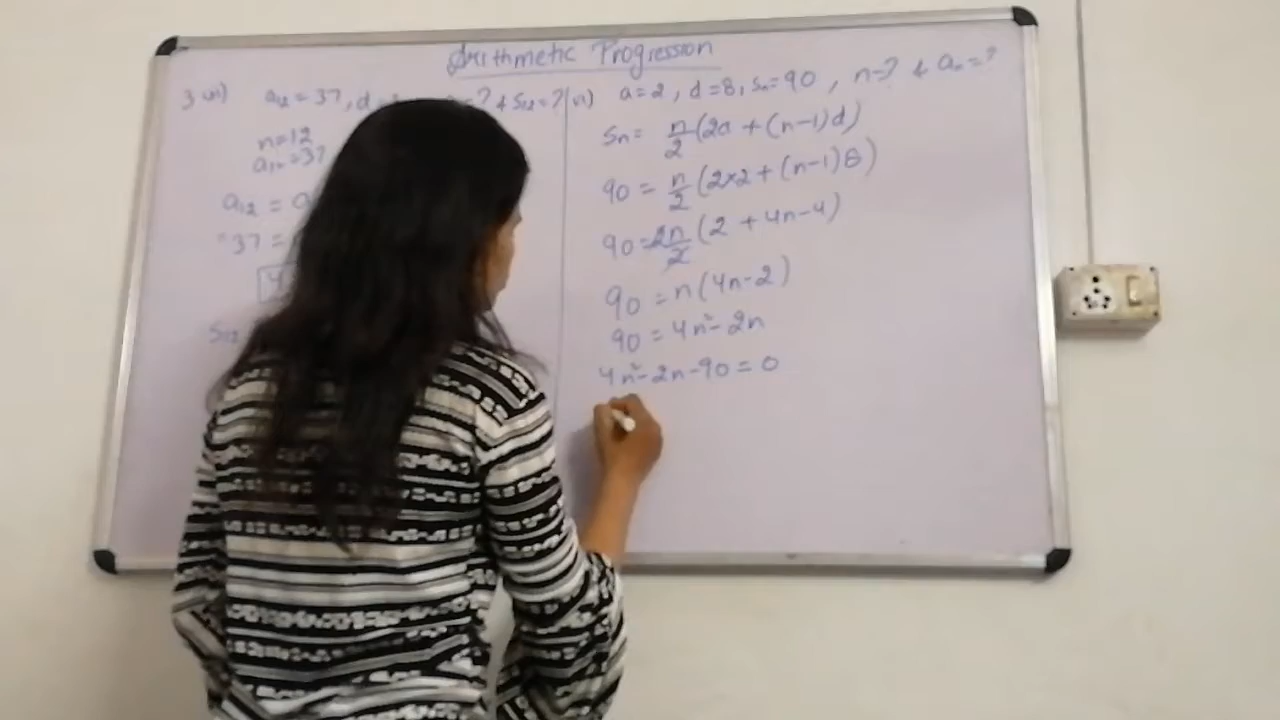 Arithmetic Progression
3 (iii) a₁₂ = 37, d = ? & S₁₂ = ?
n=12
a₁₂ = 37
a₁₂ = a
37 =
S₁₂
vi) a = 2, d = 8, Sn = 90, n = ? & an = ?
Sn = n/2 (2a + (n-1)d)
90 = n/2 (2×2 + (n-1)8)
90 = 2n/2 (2 + 4n-4)
90 = n(4n-2)
90 = 4n²- 2n
4n²- 2n - 90 = 0